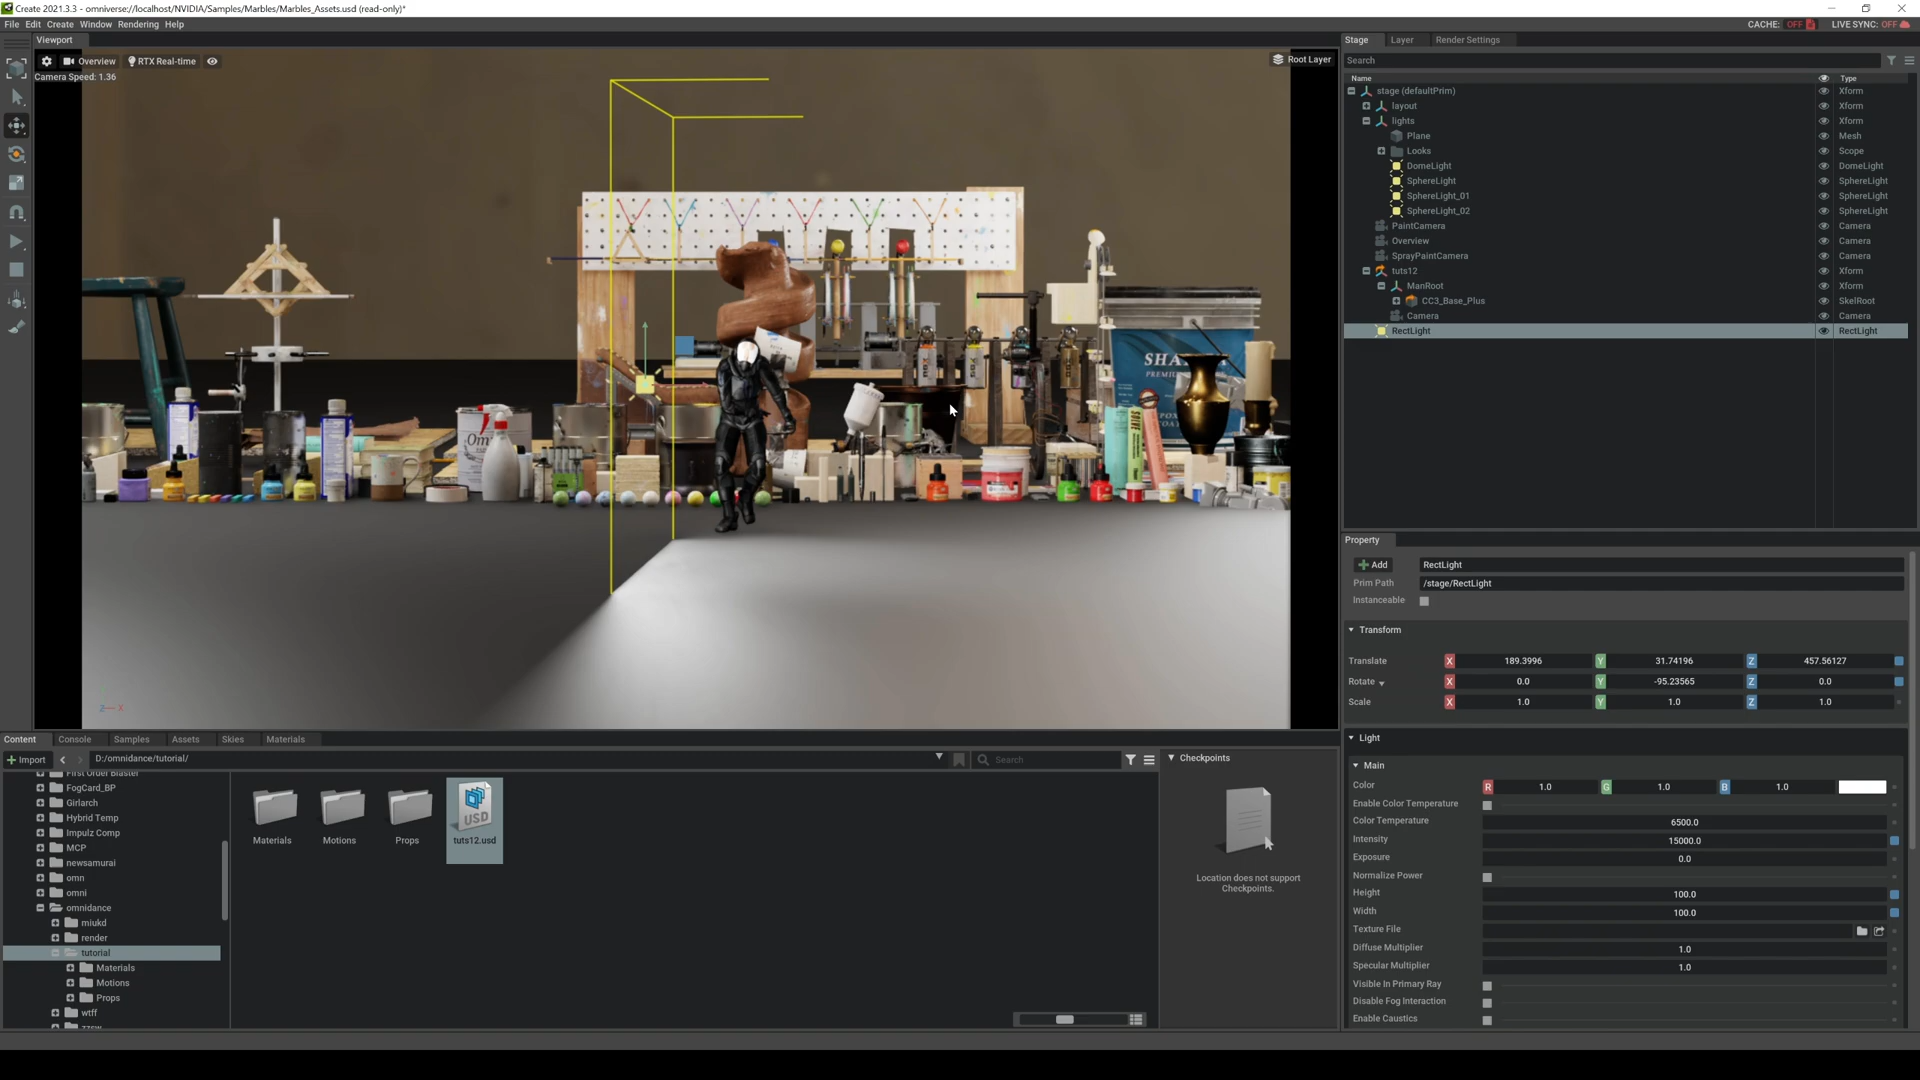 Create 2021.3.3 - omniverse://localhost/NVIDIA/Samples/Marbles/Marbles_Assets.usd (read-only)*
File Edit Create Window Rendering Help
CACHE: OFF LIVE SYNC: OFF
Viewport
Overview RTX Real-time
Root Layer
Camera Speed: 1.36
Omni
SHA
PREMIUM
Z X
Stage Layer Render Settings
Search
Name Type
stage (defaultPrim) Xform
layout Xform
lights Xform
Plane Mesh
Looks Scope
DomeLight DomeLight
SphereLight SphereLight
SphereLight_01 SphereLight
SphereLight_02 SphereLight
PaintCamera Camera
Overview Camera
SprayPaintCamera Camera
tuts12 Xform
ManRoot Xform
CC3_Base_Plus SkelRoot
Camera Camera
RectLight RectLight
Property
Add RectLight
Prim Path /stage/RectLight
Instanceable
Transform
Translate X 189.3996 Y 31.74196 Z 457.56127
Rotate X 0.0 Y -95.23565 Z 0.0
Scale X 1.0 Y 1.0 Z 1.0
Light
Main
Color R 1.0 G 1.0 B 1.0
Enable Color Temperature
Color Temperature 6500.0
Intensity 15000.0
Exposure 0.0
Normalize Power
Height 100.0
Width 100.0
Texture File
Diffuse Multiplier 1.0
Specular Multiplier 1.0
Visible In Primary Ray
Disable Fog Interaction
Enable Caustics
Content Console Samples Assets Skies Materials
Import D:/omnidance/tutorial/ Search
First Order Blaster
FogCard_BP
Girlarch
Hybrid Temp
Impulz Comp
MCP
newsamurai
omn
omni
omnidance
miukd
render
tutorial
Materials
Motions
Props
wtff
USD
Materials Motions Props tuts12.usd
Checkpoints
Location does not support
Checkpoints.